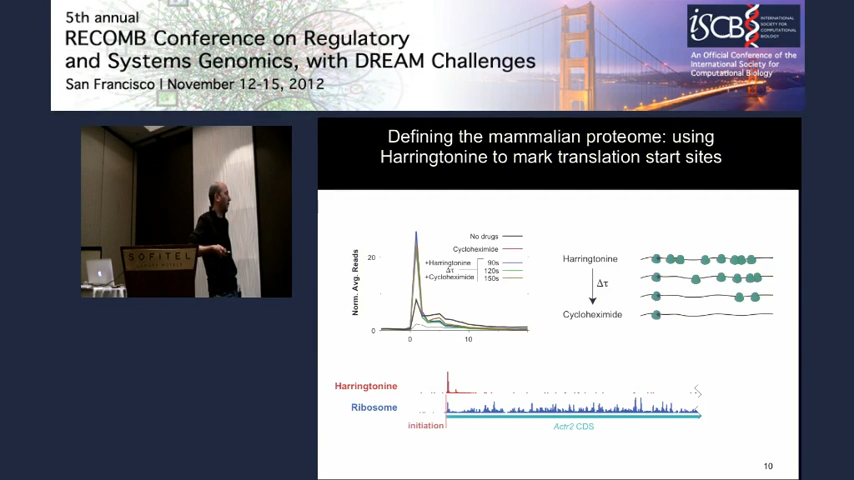 5th annual
RECOMB Conference on Regulatory
and Systems Genomics, with DREAM Challenges
San Francisco | November 12-15, 2012
iSCB
INTERNATIONAL
SOCIETY FOR
COMPUTATIONAL
BIOLOGY
An Official Conference of the
International Society for
Computational Biology
SOFITEL
Defining the mammalian proteome: using
Harringtonine to mark translation start sites
Norm. Avg. Reads
20
0
0
10
No drugs
Cycloheximide
+Harringtonine
Δτ
+Cycloheximide
90s
120s
150s
Harringtonine
Δτ
Cycloheximide
Harringtonine
Ribosome
initiation
Actr2 CDS
10